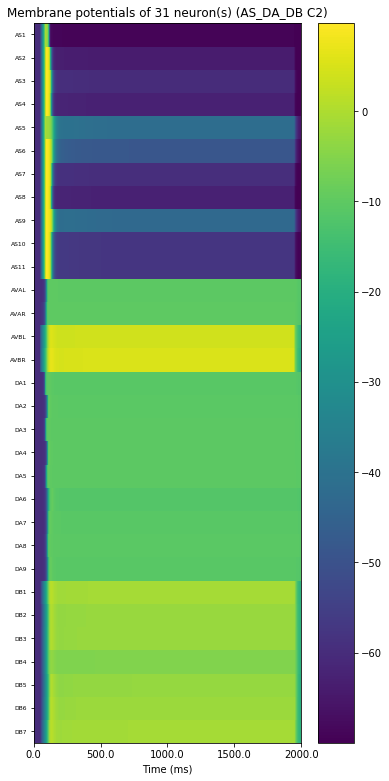 Membrane potentials of 31 neuron(s) (AS_DA_DB C2)
AS1
AS2
AS3
AS4
AS5
AS6
AS7
AS8
AS9
AS10
AS11
AVAL
AVAR
AVBL
AVBR
DA1
DA2
DA3
DA4
DA5
DA6
DA7
DA8
DA9
DB1
DB2
DB3
DB4
DB5
DB6
DB7
0.0 500.0 1000.0 1500.0 2000.0
Time (ms)
0
−10
−20
−30
−40
−50
−60